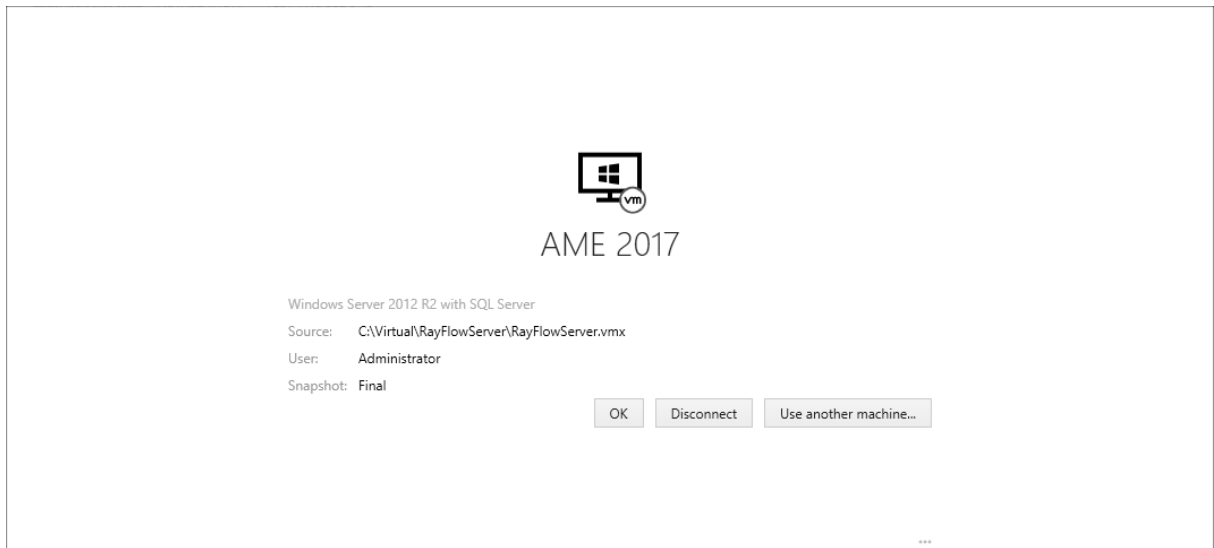 vm
AME 2017
Windows Server 2012 R2 with SQL Server
Source: C:\Virtual\RayFlowServer\RayFlowServer.vmx
User: Administrator
Snapshot: Final
OK Disconnect Use another machine...
...